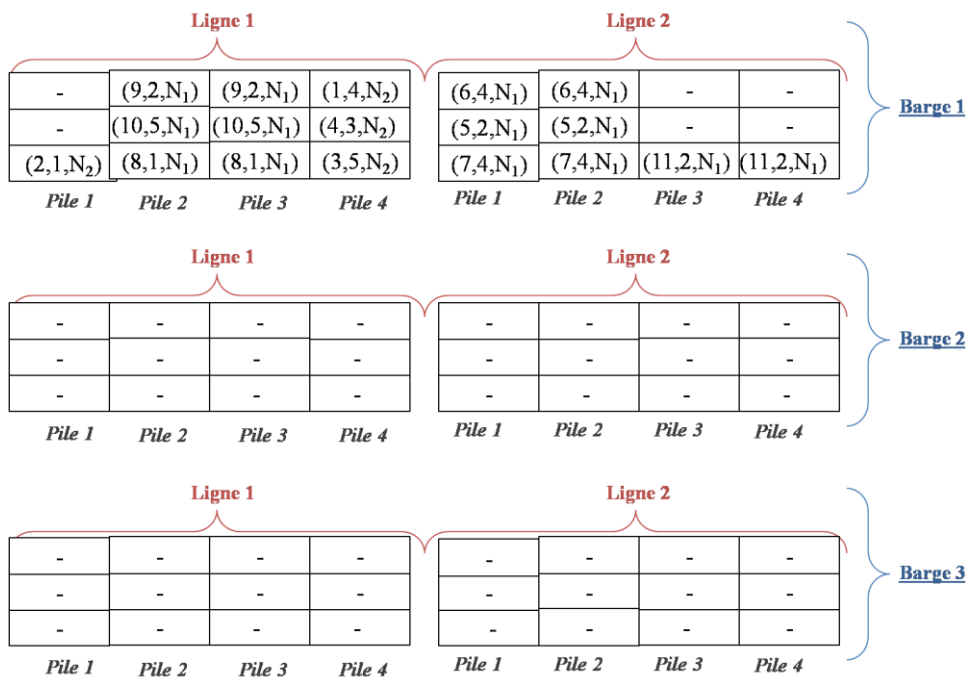 Ligne 1 Ligne 2
- (9,2,N₁) (9,2,N₁) (1,4,N₂) (6,4,N₁) (6,4,N₁) - -
- (10,5,N₁) (10,5,N₁) (4,3,N₂) (5,2,N₁) (5,2,N₁) - -
(2,1,N₂) (8,1,N₁) (8,1,N₁) (3,5,N₂) (7,4,N₁) (7,4,N₁) (11,2,N₁) (11,2,N₁)
Pile 1 Pile 2 Pile 3 Pile 4 Pile 1 Pile 2 Pile 3 Pile 4
Barge 1
Ligne 1 Ligne 2
- - - - - - - -
- - - - - - - -
- - - - - - - -
Pile 1 Pile 2 Pile 3 Pile 4 Pile 1 Pile 2 Pile 3 Pile 4
Barge 2
Ligne 1 Ligne 2
- - - - - - - -
- - - - - - - -
- - - - - - - -
Pile 1 Pile 2 Pile 3 Pile 4 Pile 1 Pile 2 Pile 3 Pile 4
Barge 3